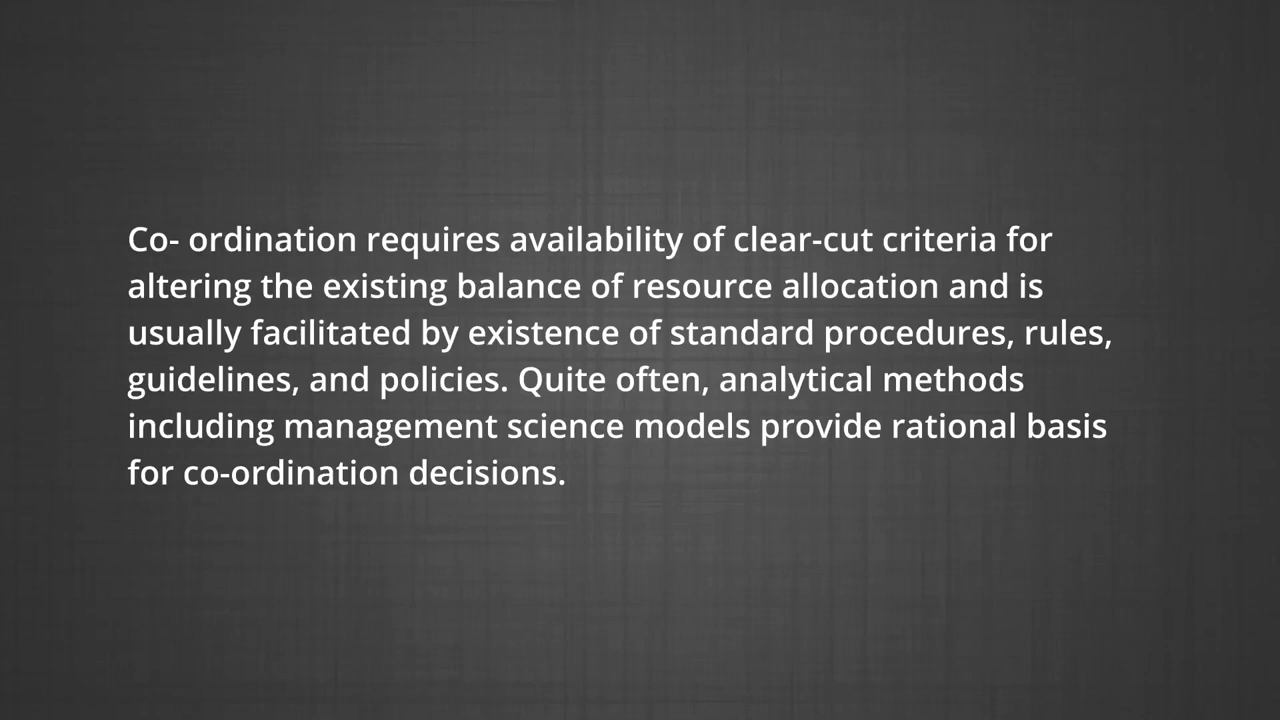 Co- ordination requires availability of clear-cut criteria for
altering the existing balance of resource allocation and is
usually facilitated by existence of standard procedures, rules,
guidelines, and policies. Quite often, analytical methods
including management science models provide rational basis
for co-ordination decisions.